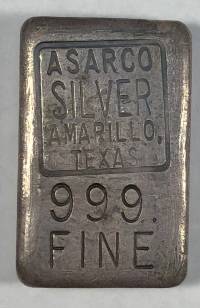 ASARCO
SILVER
AMARILLO,
TEXAS
999.
FINE